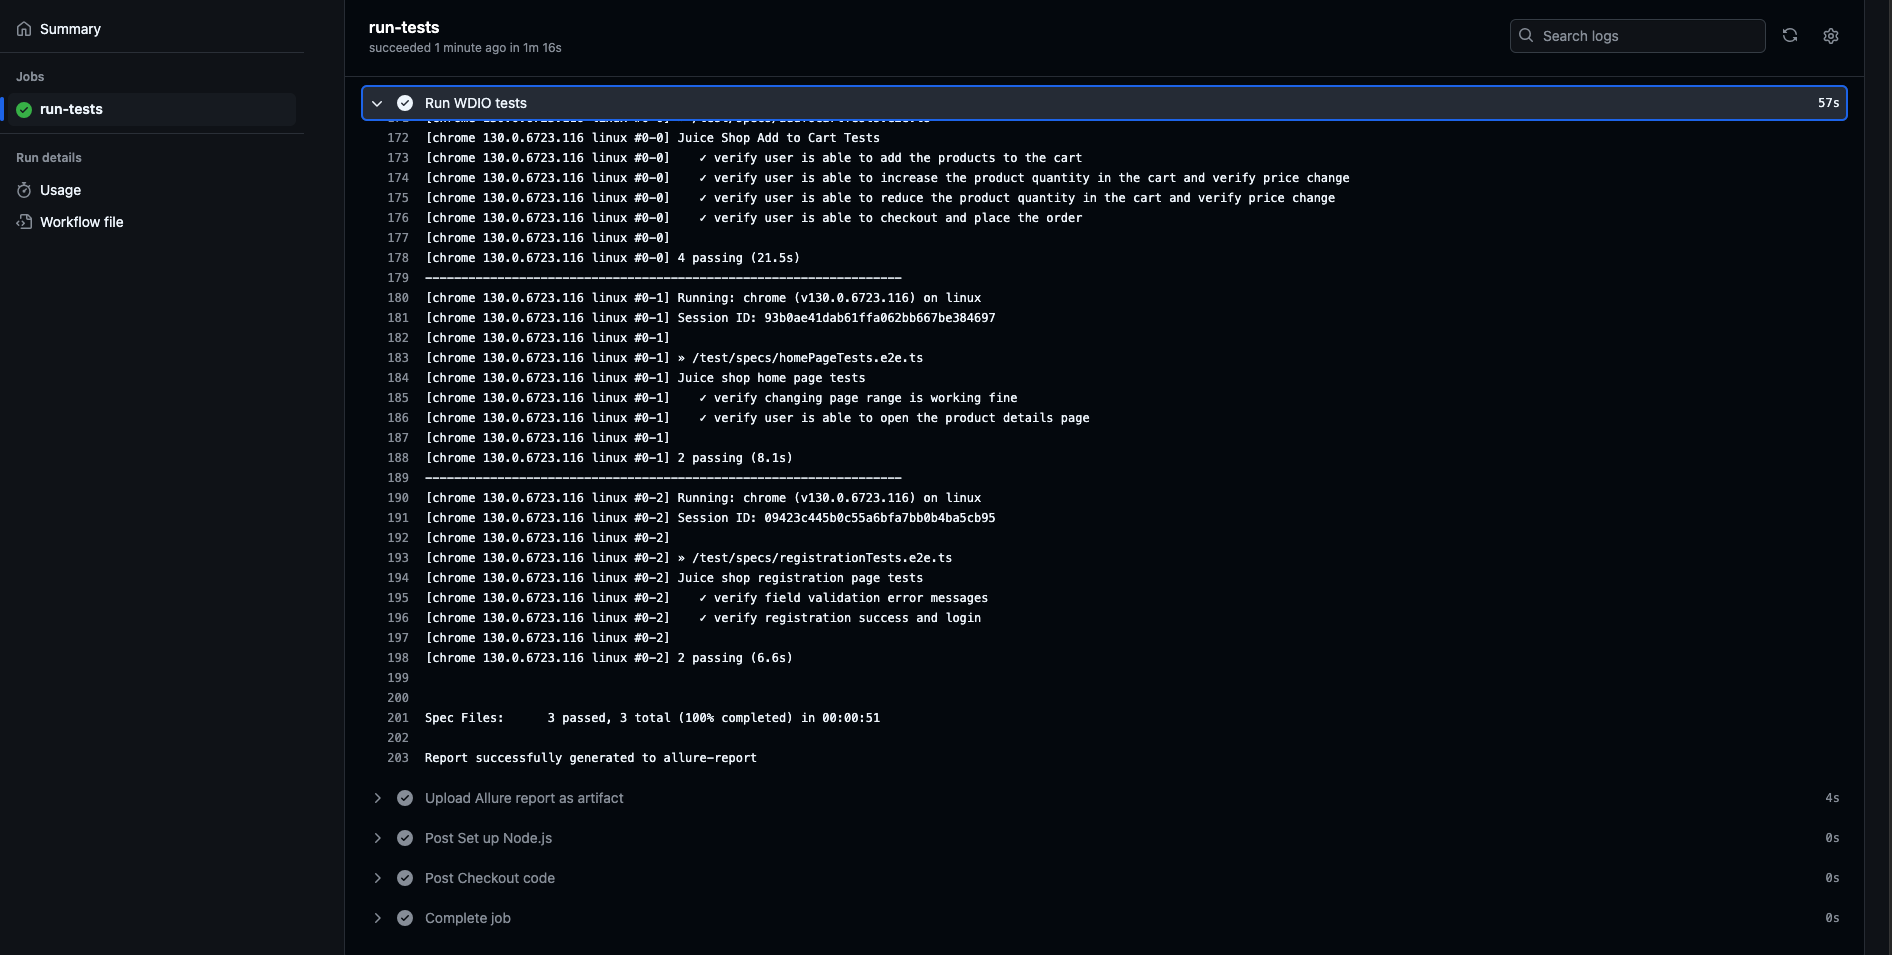 Summary
Jobs
run-tests
Run details
Usage
Workflow file
run-tests
succeeded 1 minute ago in 1m 16s
Search logs
Run WDIO tests 57s
172 [chrome 130.0.6723.116 linux #0-0] Juice Shop Add to Cart Tests
173 [chrome 130.0.6723.116 linux #0-0] ✓ verify user is able to add the products to the cart
174 [chrome 130.0.6723.116 linux #0-0] ✓ verify user is able to increase the product quantity in the cart and verify price change
175 [chrome 130.0.6723.116 linux #0-0] ✓ verify user is able to reduce the product quantity in the cart and verify price change
176 [chrome 130.0.6723.116 linux #0-0] ✓ verify user is able to checkout and place the order
177 [chrome 130.0.6723.116 linux #0-0]
178 [chrome 130.0.6723.116 linux #0-0] 4 passing (21.5s)
179 ------------------------------------------------------------------
180 [chrome 130.0.6723.116 linux #0-1] Running: chrome (v130.0.6723.116) on linux
181 [chrome 130.0.6723.116 linux #0-1] Session ID: 93b0ae41dab61ffa062bb667be384697
182 [chrome 130.0.6723.116 linux #0-1]
183 [chrome 130.0.6723.116 linux #0-1] » /test/specs/homePageTests.e2e.ts
184 [chrome 130.0.6723.116 linux #0-1] Juice shop home page tests
185 [chrome 130.0.6723.116 linux #0-1] ✓ verify changing page range is working fine
186 [chrome 130.0.6723.116 linux #0-1] ✓ verify user is able to open the product details page
187 [chrome 130.0.6723.116 linux #0-1]
188 [chrome 130.0.6723.116 linux #0-1] 2 passing (8.1s)
189 ------------------------------------------------------------------
190 [chrome 130.0.6723.116 linux #0-2] Running: chrome (v130.0.6723.116) on linux
191 [chrome 130.0.6723.116 linux #0-2] Session ID: 09423c445b0c55a6bfa7bb0b4ba5cb95
192 [chrome 130.0.6723.116 linux #0-2]
193 [chrome 130.0.6723.116 linux #0-2] » /test/specs/registrationTests.e2e.ts
194 [chrome 130.0.6723.116 linux #0-2] Juice shop registration page tests
195 [chrome 130.0.6723.116 linux #0-2] ✓ verify field validation error messages
196 [chrome 130.0.6723.116 linux #0-2] ✓ verify registration success and login
197 [chrome 130.0.6723.116 linux #0-2]
198 [chrome 130.0.6723.116 linux #0-2] 2 passing (6.6s)
199
200
201 Spec Files: 3 passed, 3 total (100% completed) in 00:00:51
202
203 Report successfully generated to allure-report
Upload Allure report as artifact 4s
Post Set up Node.js 0s
Post Checkout code 0s
Complete job 0s